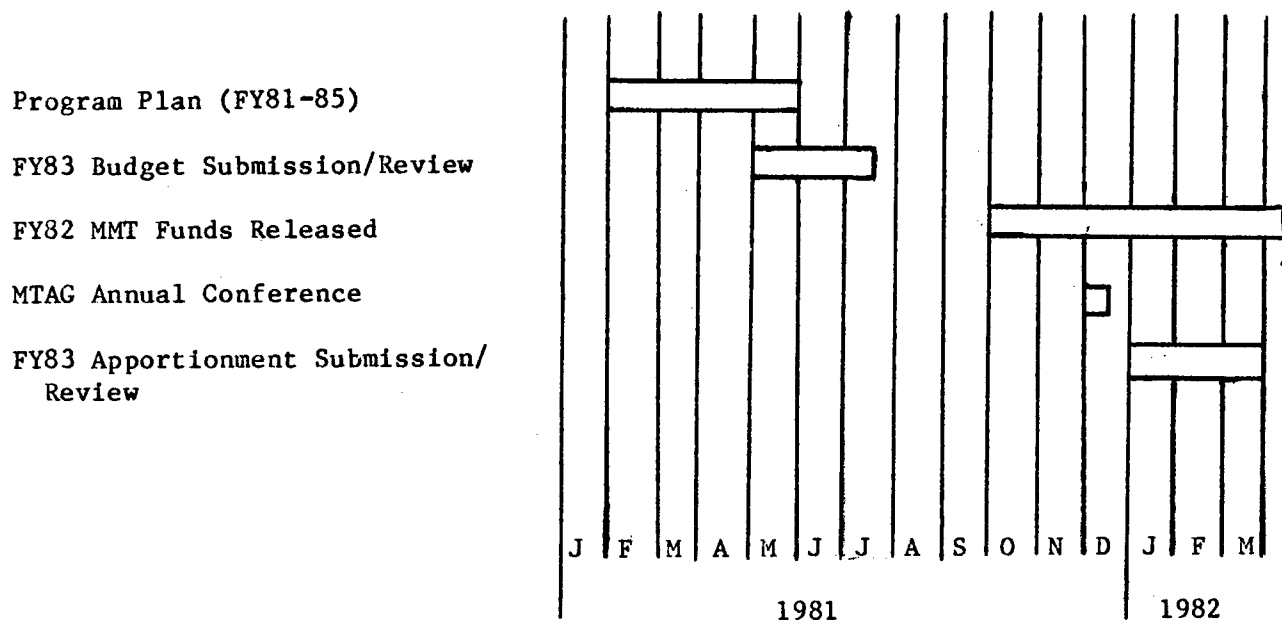 Program Plan (FY81-85)
FY83 Budget Submission/Review
FY82 MMT Funds Released
MTAG Annual Conference
FY83 Apportionment Submission/
Review
J F M A M J J A S O N D J F M
1981 1982